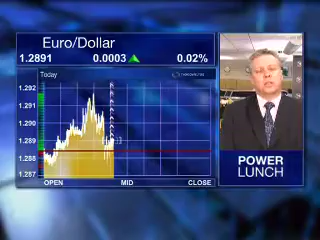 Euro/Dollar
1.2891 0.0003 0.02%
Today
1.292
1.291
1.290
1.289
1.288
1.287
OPEN MID CLOSE
POWER
LUNCH